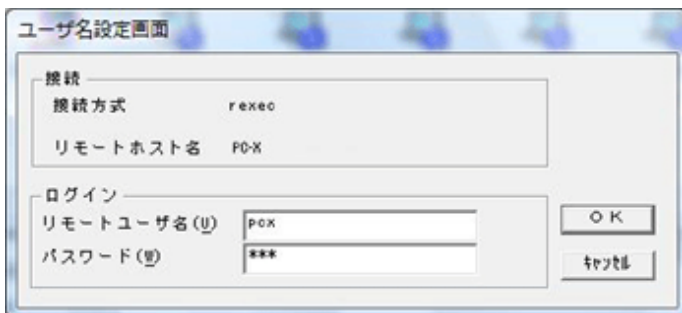 ユーザ名設定画面
接続
接続方式 rexec
リモートホスト名 PC-X
ログイン
リモートユーザ名(U) pcx
パスワード(W) ***
OK
ｷｬﾝｾﾙ